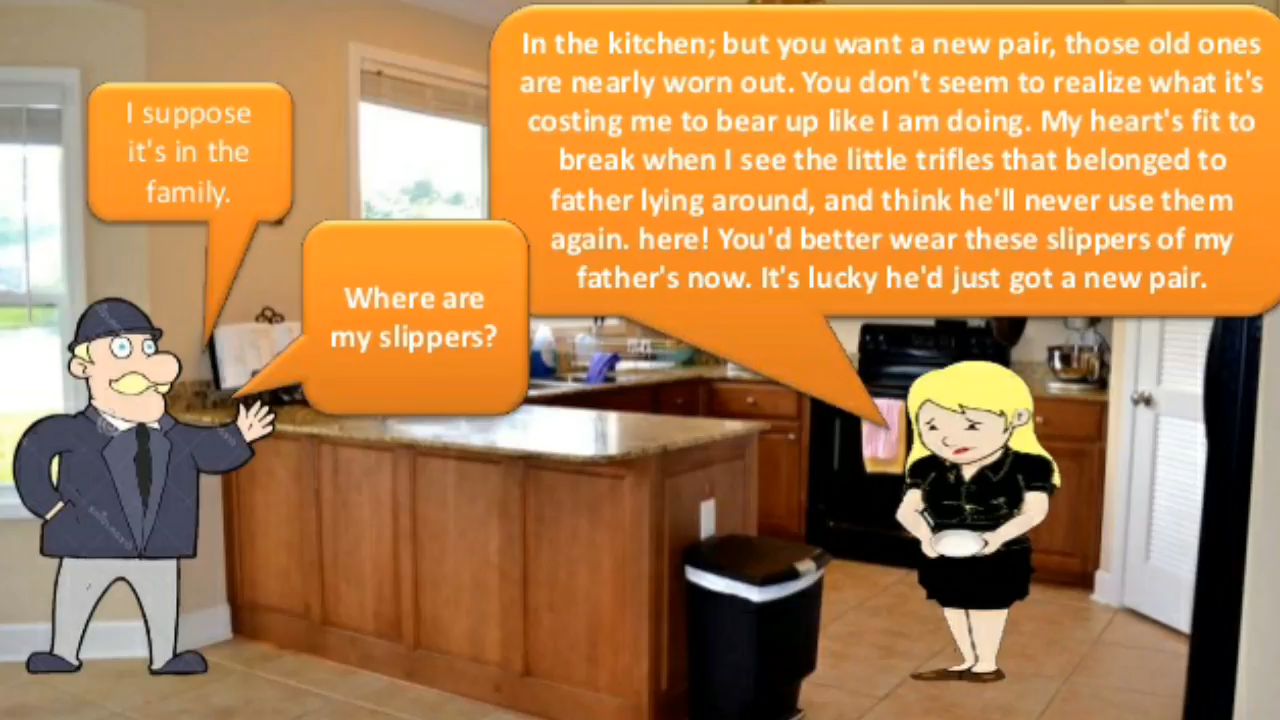 I suppose
it's in the
family.
Where are
my slippers?
In the kitchen; but you want a new pair, those old ones
are nearly worn out. You don't seem to realize what it's
costing me to bear up like I am doing. My heart's fit to
break when I see the little trifles that belonged to
father lying around, and think he'll never use them
again. here! You'd better wear these slippers of my
father's now. It's lucky he'd just got a new pair.